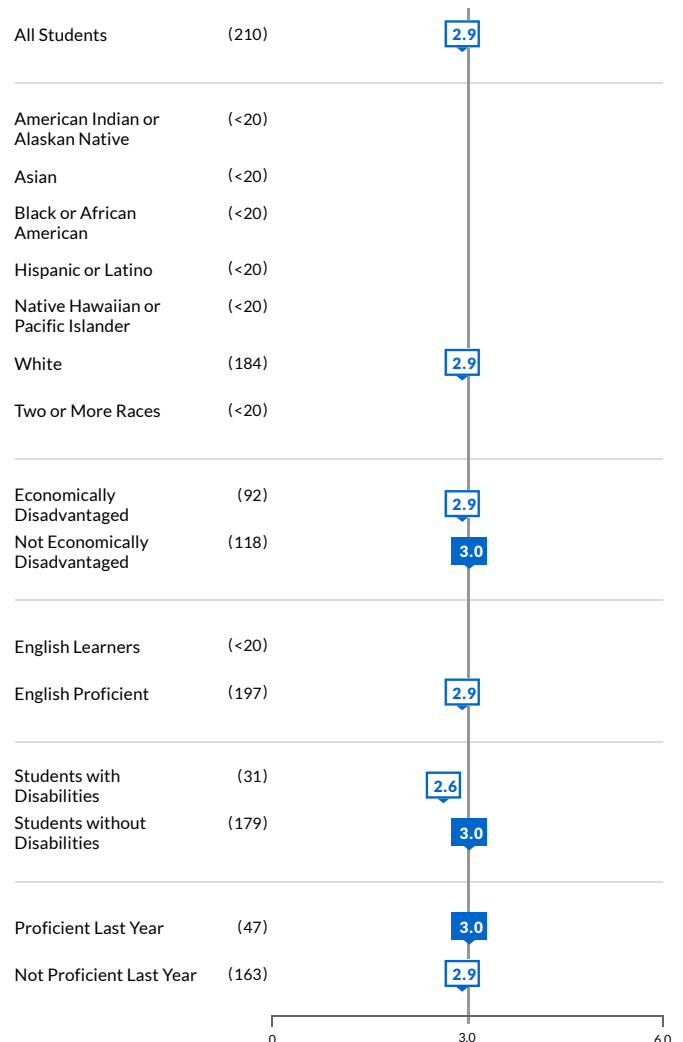 All Students (210) 2.9
American Indian or (<20)
Alaskan Native
Asian (<20)
Black or African (<20)
American
Hispanic or Latino (<20)
Native Hawaiian or (<20)
Pacific Islander
White (184) 2.9
Two or More Races (<20)
Economically (92) 2.9
Disadvantaged
Not Economically (118) 3.0
Disadvantaged
English Learners (<20)
English Proficient (197) 2.9
Students with (31) 2.6
Disabilities
Students without (179) 3.0
Disabilities
Proficient Last Year (47) 3.0
Not Proficient Last Year (163) 2.9
0 3.0 6.0